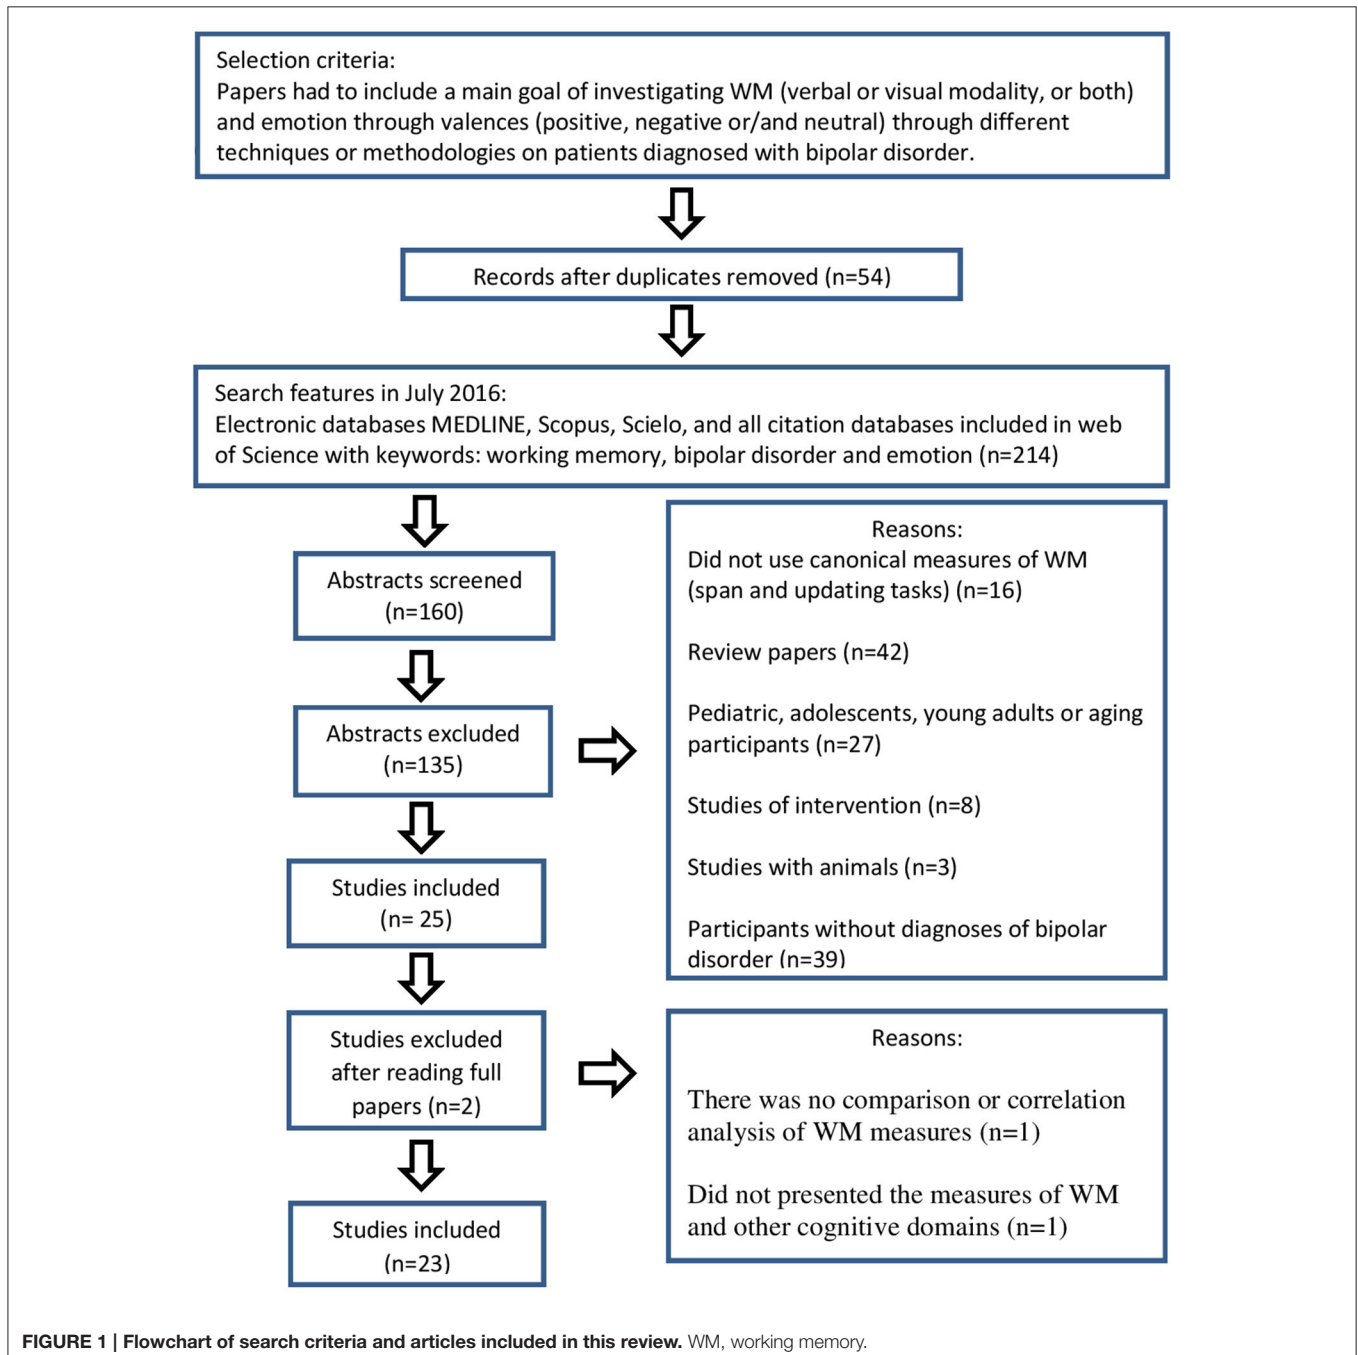 Selection criteria:
Papers had to include a main goal of investigating WM (verbal or visual modality, or both)
and emotion through valences (positive, negative or/and neutral) through different
techniques or methodologies on patients diagnosed with bipolar disorder.
Records after duplicates removed (n=54)
Search features in July 2016:
Electronic databases MEDLINE, Scopus, Scielo, and all citation databases included in web
of Science with keywords: working memory, bipolar disorder and emotion (n=214)
Abstracts screened
(n=160)
Abstracts excluded
(n=135)
Reasons:
Did not use canonical measures of WM
(span and updating tasks) (n=16)
Review papers (n=42)
Pediatric, adolescents, young adults or aging
participants (n=27)
Studies of intervention (n=8)
Studies with animals (n=3)
Participants without diagnoses of bipolar
disorder (n=39)
Studies included
(n= 25)
Studies excluded
after reading full
papers (n=2)
Reasons:
There was no comparison or correlation
analysis of WM measures (n=1)
Did not presented the measures of WM
and other cognitive domains (n=1)
Studies included
(n=23)
FIGURE 1 | Flowchart of search criteria and articles included in this review. WM, working memory.